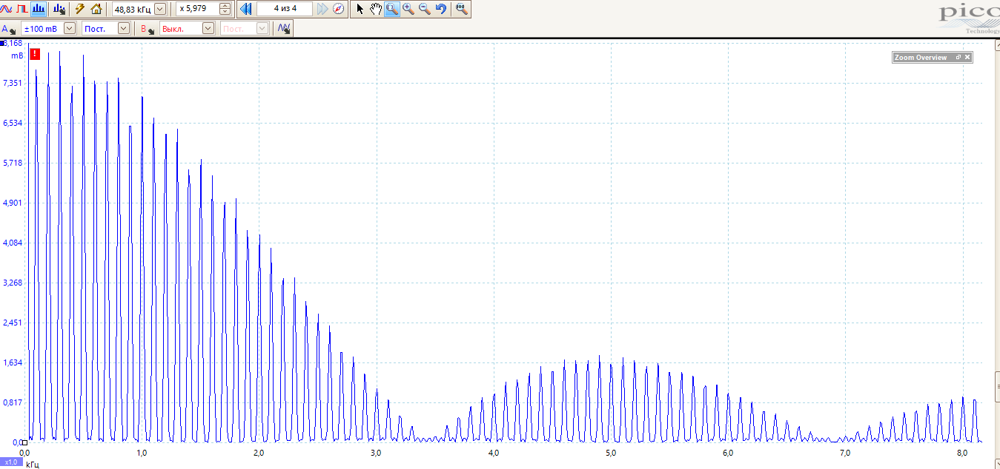 48,83 кГц x 5,979 4 из 4
A ±100 mВ Пост. B Выкл. Пост.
pico
Technology
8,168
mВ
!
Zoom Overview
7,351
6,534
5,718
4,901
4,084
3,268
2,451
1,634
0,817
0,0
0,0 1,0 2,0 3,0 4,0 5,0 6,0 7,0 8,0
x1,0 кГц